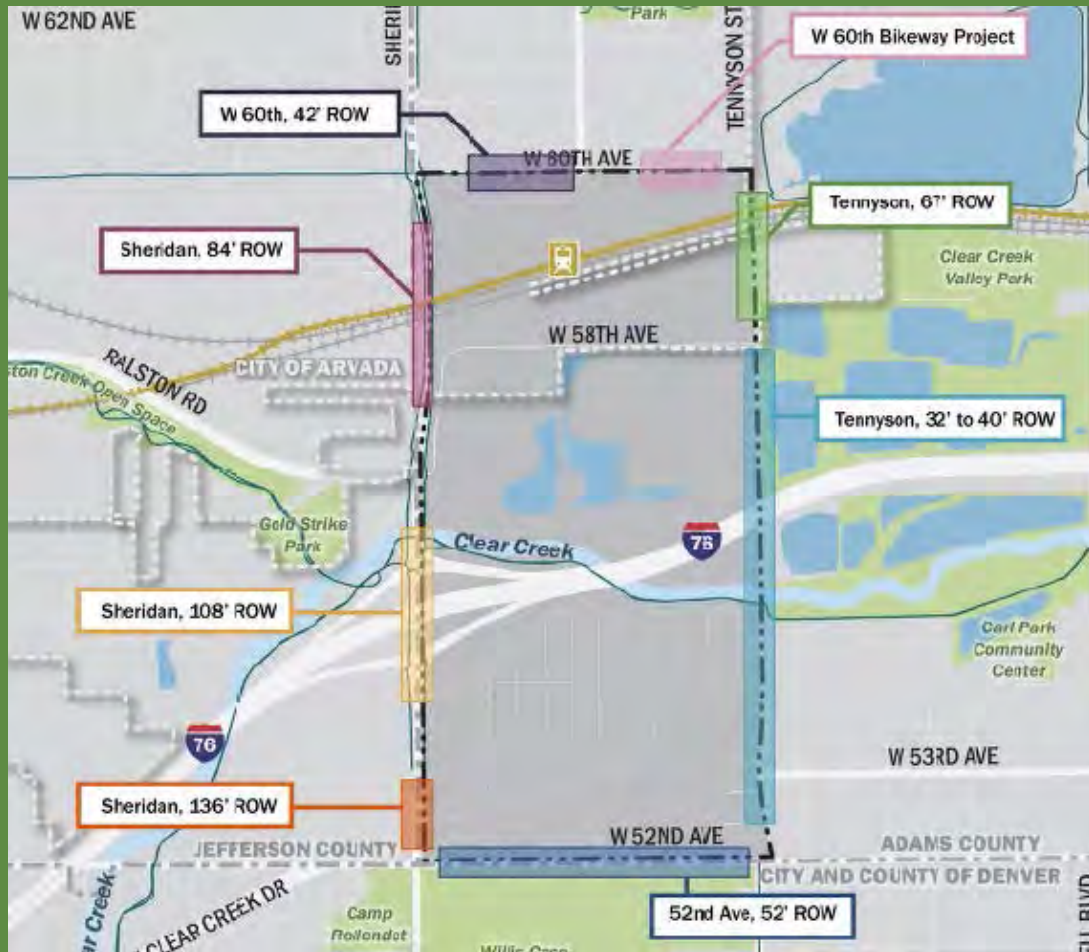 W 62ND AVE
Park
TENNYSON ST
W 60th Bikeway Project
W 60th, 42' ROW
W 60TH AVE
Tennyson, 67' ROW
Sheridan, 84' ROW
Clear Creek
Valley Park
W 58TH AVE
RALSTON RD
CITY OF ARVADA
Creek Open Space
Tennyson, 32' to 40' ROW
Gold Strike
Park
Clear Creek
76
Sheridan, 108' ROW
Carl Park
Community
Center
76
W 53RD AVE
Sheridan, 136' ROW
W 52ND AVE
JEFFERSON COUNTY
ADAMS COUNTY
CITY AND COUNTY OF DENVER
CLEAR CREEK DR
Camp
Rollandet
52nd Ave, 52' ROW
BLVD
Creek